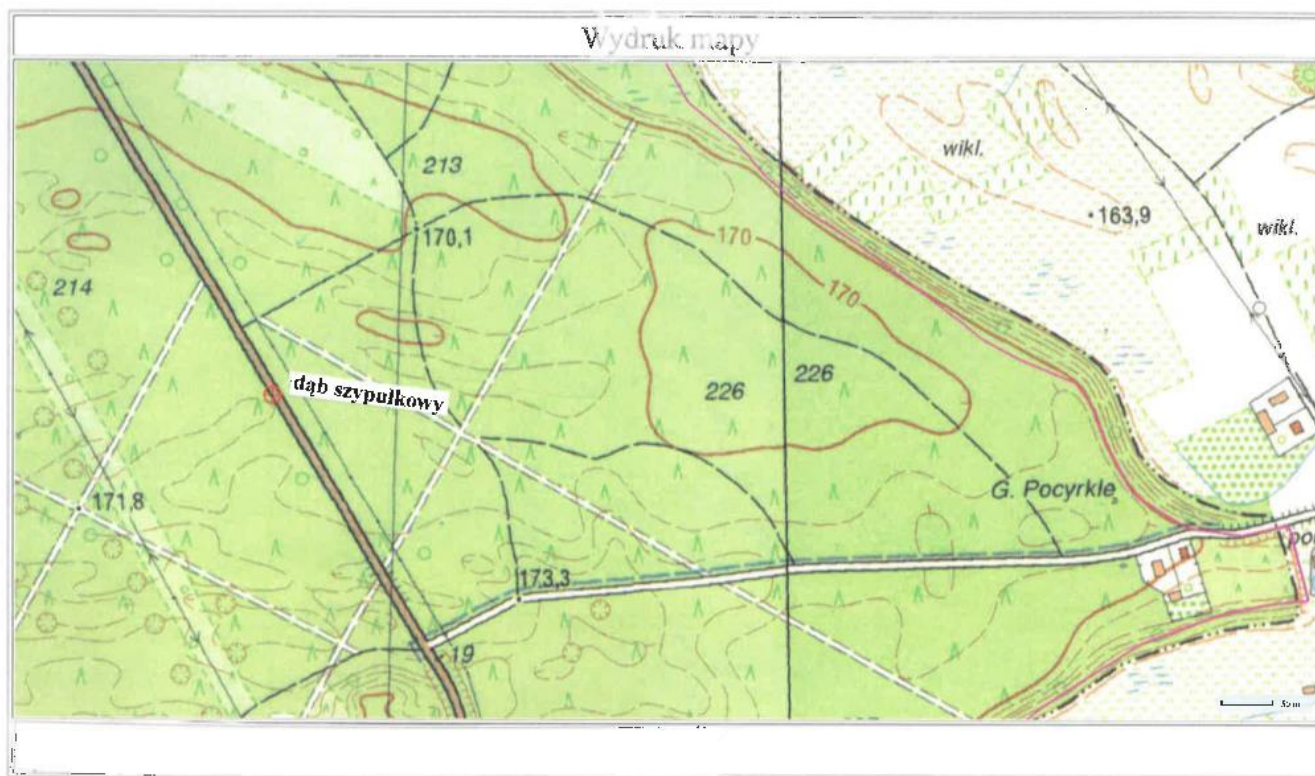 Wydruk mapy
213
wikl.
163,9
wikl.
170,1
170
170
214
dąb szypułkowy
226
226
171,8
G. Pocyrkle
173,3
19
50 m